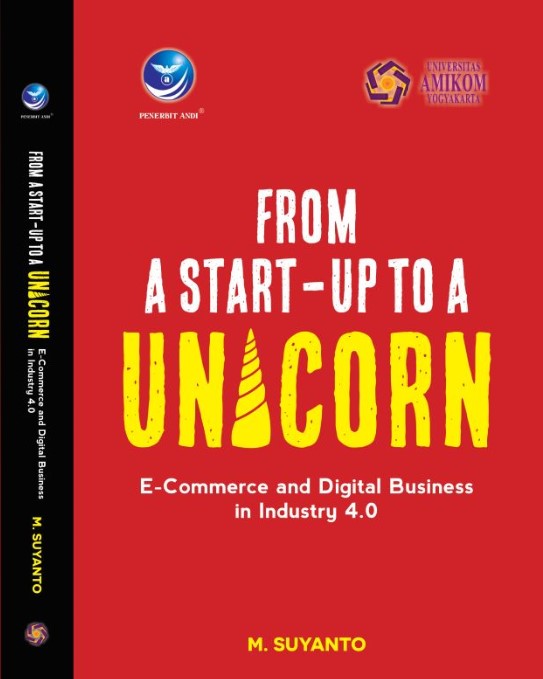 PENERBIT ANDI®
FROM A START-UP TO A UNICORN
E-Commerce and Digital Business
in Industry 4.0
M. SUYANTO
a
PENERBIT ANDI®
UNIVERSITAS
AMIKOM
YOGYAKARTA
FROM
A START-UP TO A
UNICORN
E-Commerce and Digital Business
in Industry 4.0
M. SUYANTO